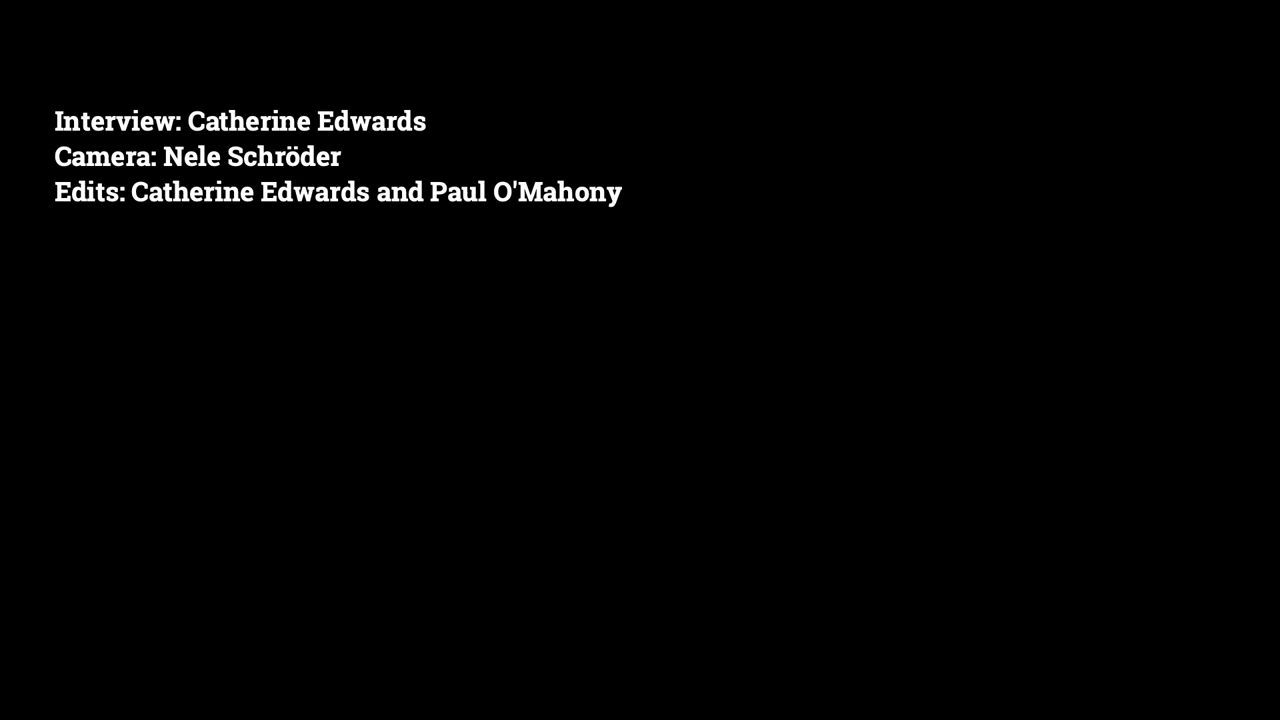 Interview: Catherine Edwards
Camera: Nele Schröder
Edits: Catherine Edwards and Paul O'Mahony